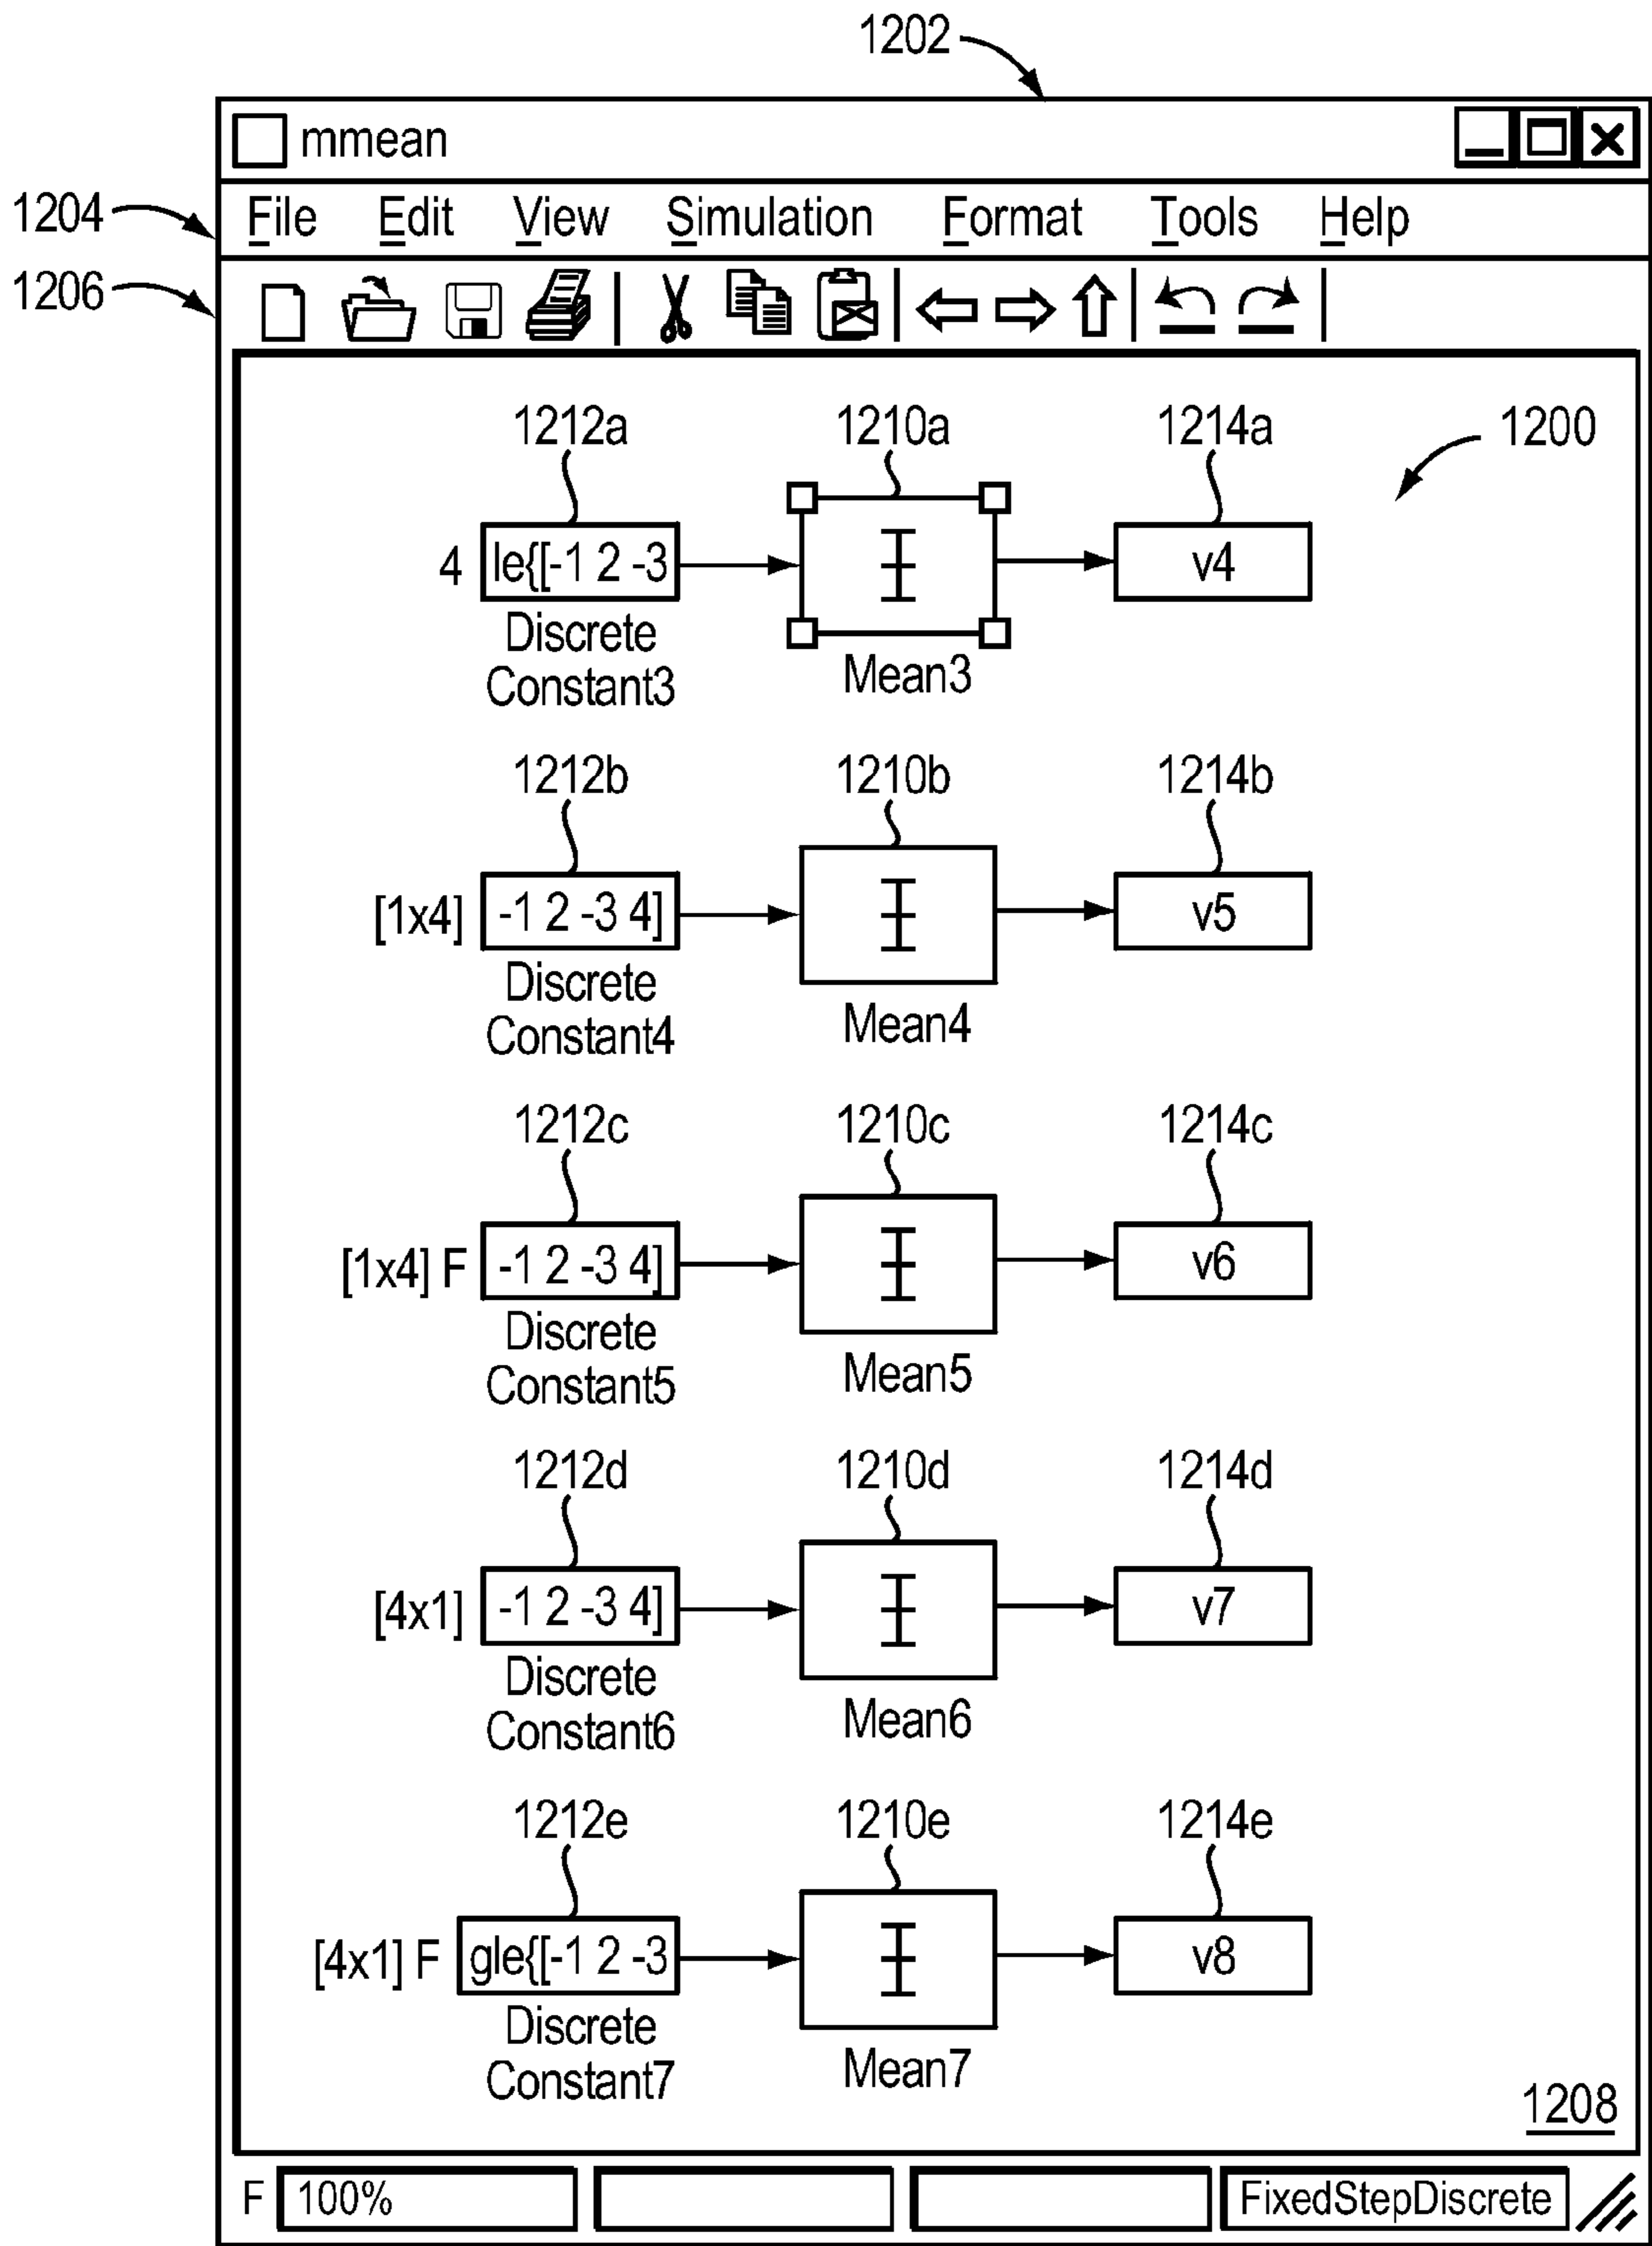 1202
mmean
1204
File Edit View Simulation Format Tools Help
1206
1212a 1210a 1214a
1200
4 le{[-1 2 -3 v4
Discrete
Constant3
Mean3
1212b 1210b 1214b
[1x4] -1 2 -3 4] v5
Discrete
Constant4
Mean4
1212c 1210c 1214c
[1x4] F -1 2 -3 4] v6
Discrete
Constant5
Mean5
1212d 1210d 1214d
[4x1] -1 2 -3 4] v7
Discrete
Constant6
Mean6
1212e 1210e 1214e
[4x1] F gle{[-1 2 -3 v8
Discrete
Constant7
Mean7
1208
F 100% FixedStepDiscrete